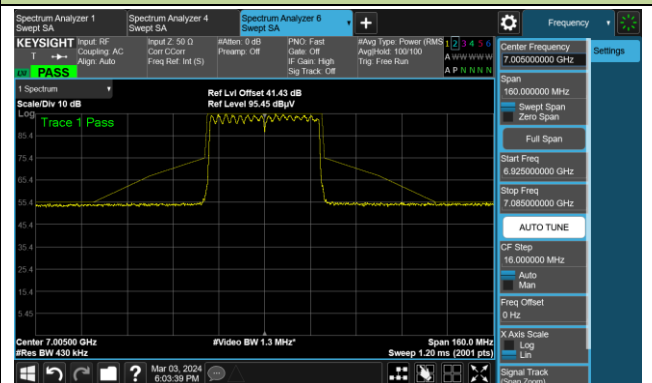 Spectrum Analyzer 1
Swept SA
Spectrum Analyzer 4
Swept SA
Spectrum Analyzer 6
Swept SA
Frequency
KEYSIGHT
Input: RF
Coupling: AC
Align: Auto
Input Z: 50 Ω
Corr CCorr
Freq Ref: Int (S)
#Atten: 0 dB
Preamp: Off
PNO: Fast
Gate: Off
IF Gain: High
Sig Track: Off
#Avg Type: Power (RMS
Avg|Hold: 100/100
Trig: Free Run
1 2 3 4 5 6
A W W W W W
A P N N N N
T
LXI
PASS
1 Spectrum
Scale/Div 10 dB
Ref Lvl Offset 41.43 dB
Ref Level 95.45 dBµV
Log
Trace 1 Pass
85.4
75.4
65.4
55.4
45.4
35.4
25.4
15.4
5.45
Center 7.00500 GHz
#Res BW 430 kHz
#Video BW 1.3 MHz*
Span 160.0 MHz
Sweep 1.20 ms (2001 pts)
Mar 03, 2024
6:03:39 PM
Center Frequency
7.005000000 GHz
Settings
Span
160.000000 MHz
Swept Span
Zero Span
Full Span
Start Freq
6.925000000 GHz
Stop Freq
7.085000000 GHz
AUTO TUNE
CF Step
16.000000 MHz
Auto
Man
Freq Offset
0 Hz
X Axis Scale
Log
Lin
Signal Track
(Span Zoom)